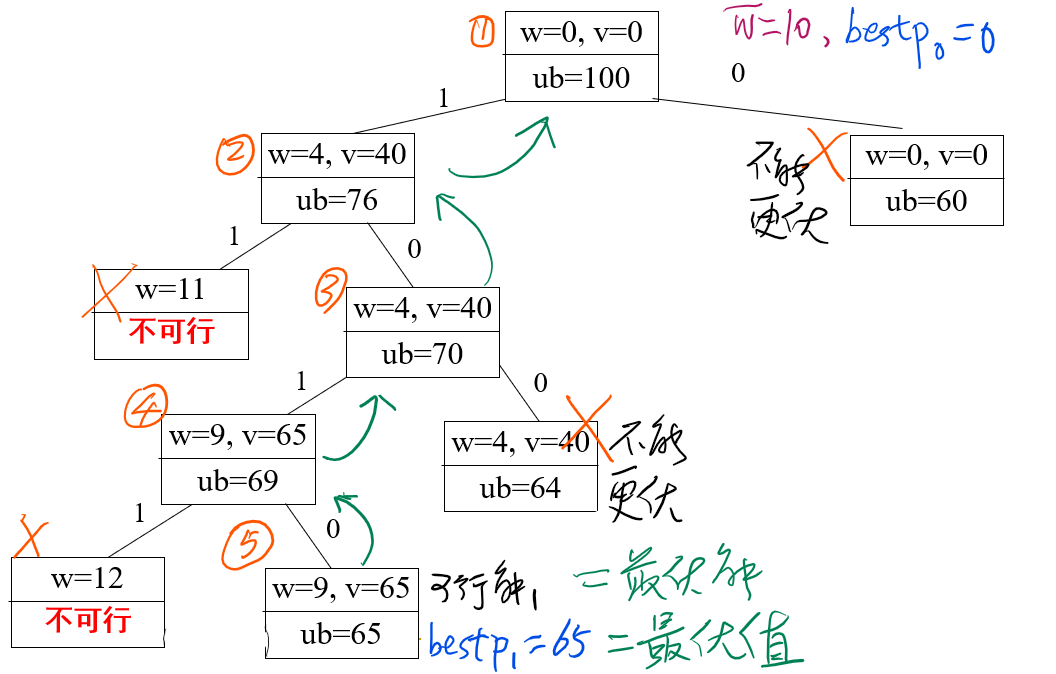 ① w=0, v=0
ub=100
W=10, bestp₀=0
1
0
② w=4, v=40
ub=76
不能
更优
w=0, v=0
ub=60
1
0
w=11
不可行
③ w=4, v=40
ub=70
1
0
④ w=9, v=65
ub=69
w=4, v=40
ub=64
不能
更优
1
0
w=12
不可行
⑤ w=9, v=65
ub=65
可行解₁ =最优解
bestp₁=65 =最优值